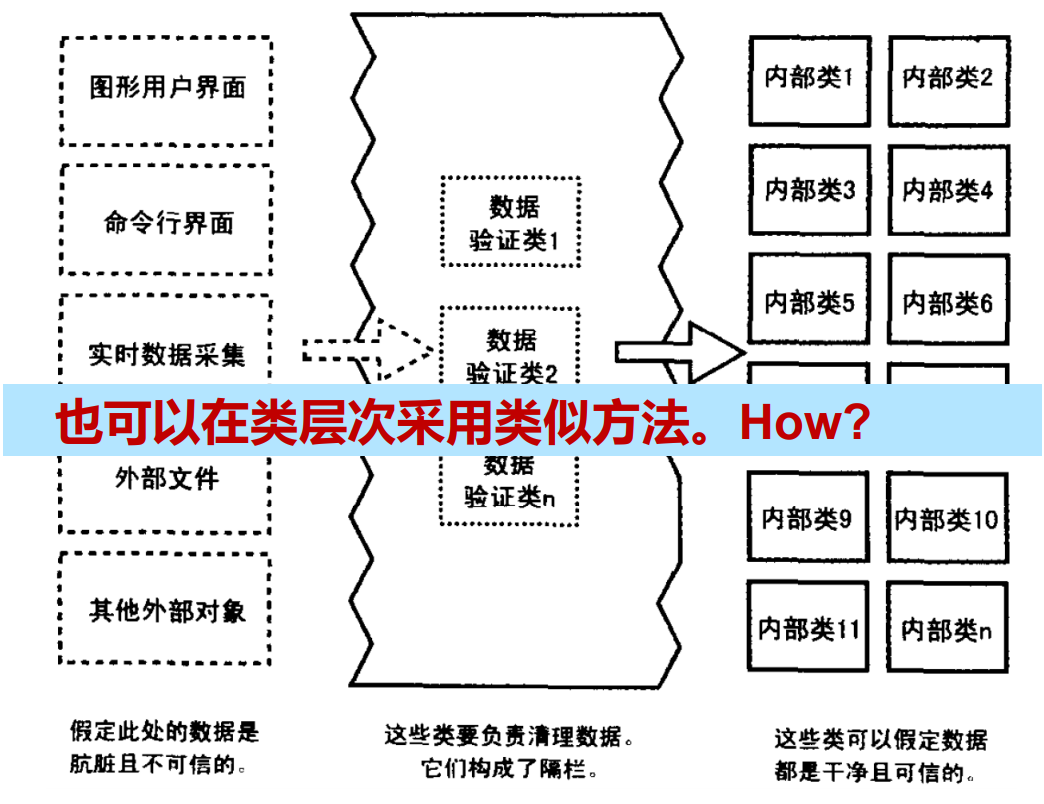 图形用户界面
命令行界面
实时数据采集
外部文件
其他外部对象
假定此处的数据是
肮脏且不可信的。
数据
验证类1
数据
验证类2
数据
验证类n
这些类要负责清理数据。
它们构成了隔栏。
内部类1
内部类2
内部类3
内部类4
内部类5
内部类6
内部类9
内部类10
内部类11
内部类n
这些类可以假定数据
都是干净且可信的。
也可以在类层次采用类似方法。How?